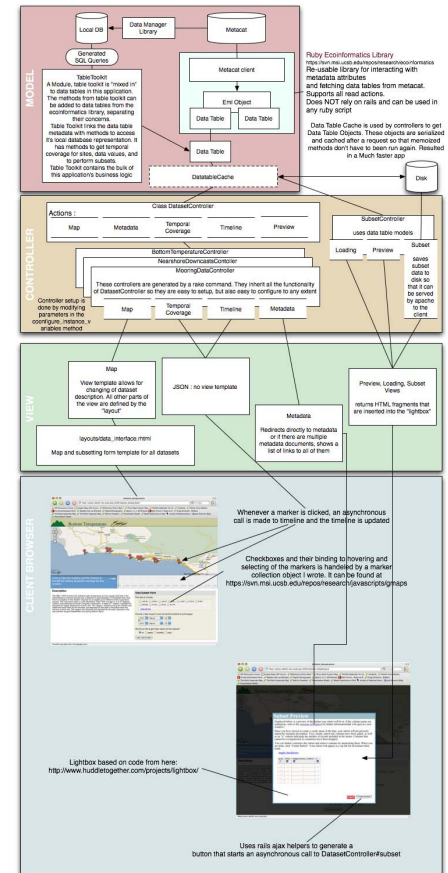 MODEL
Local DB
Data Manager
Library
Metacat
Generated
SQL Queries
TableToolkit
A Module, table toolkit is "mixed in"
to data tables in this application.
The methods from table toolkit can
be added to data tables from the
ecoinformatics library, separating
their concerns.
Table Toolkit links the data table
metadata with methods to access
it's local database representation. It
has methods to get temporal
coverage for sites, data values, and
to perform subsets.
Table Toolkit contains the bulk of
this application's business logic
Metacat client
Eml Object
Data Table
Data Table
Data Table
DatatableCache
Ruby Ecoinformatics Library
https://svn.msi.ucsb.edu/repos/research/ecoinformatics
Re-usable library for interacting with
metadata attributes
and fetching data tables from metacat.
Supports all read actions.
Does NOT rely on rails and can be used in
any ruby script
Data Table Cache is used by controllers to get
Data Table Objects. These objects are serialized
and cached after a request so that memoized
methods don't have to been run again. Resulted
in a Much faster app
Disk
CONTROLLER
Class DatasetController
Actions :
Map
Metadata
Temporal
Coverage
Timeline
Preview
BottomTemperatureController
NearshoreDowncastsController
MooringDataController
These controllers are generated by a rake command. They inherit all the functionality
of DatasetController so they are easy to setup, but also easy to configure to any extent
Map
Temporal
Coverage
Timeline
Metadata
Controller setup is
done by modifying
parameters in the
coonfigure_instance_v
ariables method
SubsetController
uses data table models
Loading
Preview
Subset
saves
subset
data to
disk so
that it can
be served
by apache
to the
client
VIEW
Map
View template allows for
changing of dataset
description. All other parts
of the view are defined by the
"layout"
layouts/data_interface.rhtml
Map and subsetting form template for all datasets
JSON : no view template
Metadata
Redirects directly to metadata
or if there are multiple
metadata documents, shows a
list of links to all of them
Preview, Loading, Subset
Views
returns HTML fragments that
are inserted into the "lightbox"
CLIENT BROWSER
Whenever a marker is clicked, an asynchronous
call is made to timeline and the timeline is updated
Checkboxes and their binding to hovering and
selecting of the markers is handeled by a marker
collection object I wrote. It can be found at
https://svn.msi.ucsb.edu/repos/research/javascripts/gmaps
Bottom Temperature
Description
Subset Preview
Lightbox based on code from here:
http://www.huddletogether.com/projects/lightbox/
Uses rails ajax helpers to generate a
button that starts an asynchronous call to DatasetController#subset